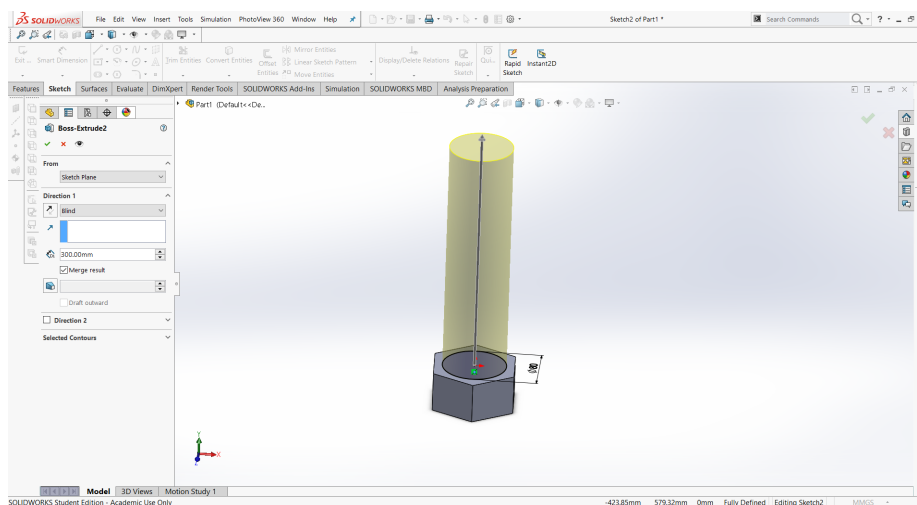 SOLIDWORKS File Edit View Insert Tools Simulation PhotoView 360 Window Help Sketch2 of Part1 * Search Commands
Exit ... Smart Dimension Trim Entities Convert Entities Offset Entities Mirror Entities Linear Sketch Pattern Move Entities Display/Delete Relations Repair Sketch Qui... Rapid Sketch Instant2D
Features Sketch Surfaces Evaluate DimXpert Render Tools SOLIDWORKS Add-Ins Simulation SOLIDWORKS MBD Analysis Preparation
Part1 (Default<<De...
Boss-Extrude2
From
Sketch Plane
Direction 1
Blind
300.00mm
Merge result
Draft outward
Direction 2
Selected Contours
Y
X
Z
Model 3D Views Motion Study 1
SOLIDWORKS Student Edition - Academic Use Only -423.85mm 579.32mm 0mm Fully Defined Editing Sketch2 MMGS